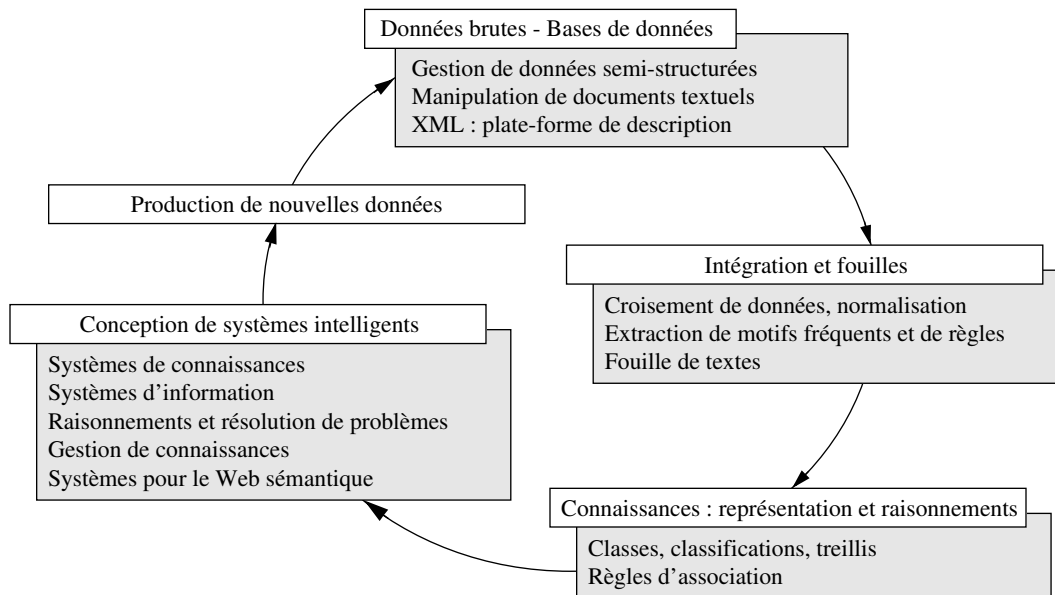 Données brutes - Bases de données
Gestion de données semi-structurées
Manipulation de documents textuels
XML : plate-forme de description
Production de nouvelles données
Intégration et fouilles
Croisement de données, normalisation
Extraction de motifs fréquents et de règles
Fouille de textes
Conception de systèmes intelligents
Systèmes de connaissances
Systèmes d’information
Raisonnements et résolution de problèmes
Gestion de connaissances
Systèmes pour le Web sémantique
Connaissances : représentation et raisonnements
Classes, classifications, treillis
Règles d’association